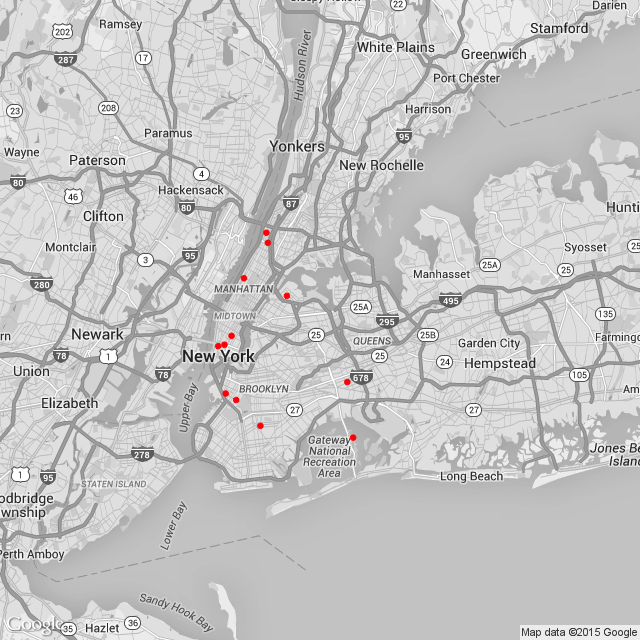 Sleepy Hollow
Darien
22
Ramsey
202
Stamford
White Plains
Hudson River
287
17
Greenwich
Port Chester
23
208
Harrison
Paramus
95
Wayne
Paterson
Yonkers
New Rochelle
4
80
Hackensack
46
87
80
Clifton
Hunti
Montclair
95
3
Syosset
25
25A
Manhasset
25
280
MANHATTAN
495
MIDTOWN
25A
295
135
rn
Newark
25
25B
QUEENS
Garden City
Farmingd
78
1
New York
25
24
Hempstead
Union
78
678
105
Am
Elizabeth
BROOKLYN
27
27
Upper Bay
Gateway
National
Recreation
Area
Jones Be
Island
278
1
95
Long Beach
STATEN ISLAND
odbridge
wnship
Lower Bay
Perth Amboy
Sandy Hook Bay
Google
35
Hazlet
36
Map data ©2015 Google